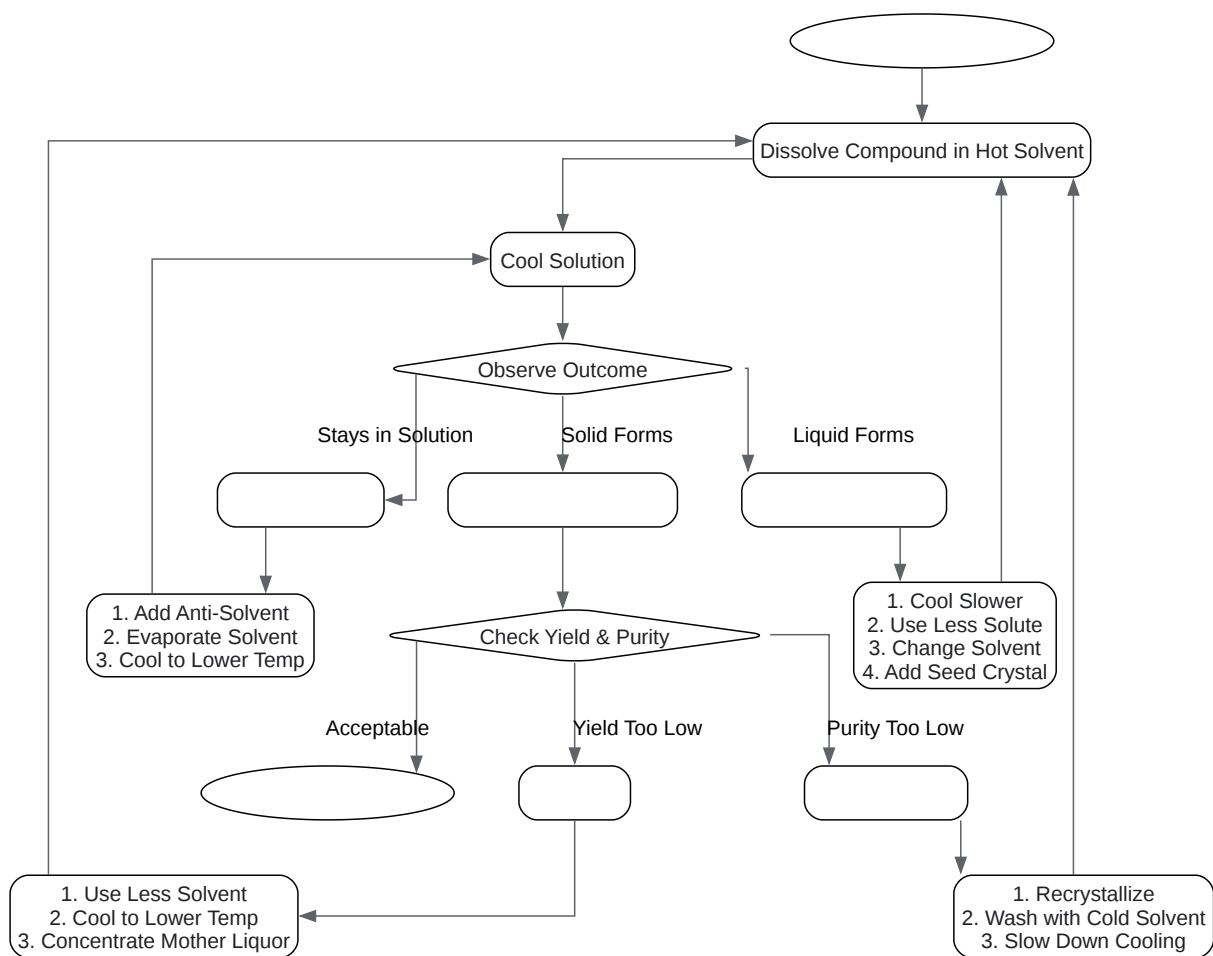 Dissolve Compound in Hot Solvent
Cool Solution
Observe Outcome
Stays in Solution
Solid Forms
Liquid Forms
1. Add Anti-Solvent
2. Evaporate Solvent
3. Cool to Lower Temp
1. Cool Slower
2. Use Less Solute
3. Change Solvent
4. Add Seed Crystal
Check Yield & Purity
Acceptable
Yield Too Low
Purity Too Low
1. Use Less Solvent
2. Cool to Lower Temp
3. Concentrate Mother Liquor
1. Recrystallize
2. Wash with Cold Solvent
3. Slow Down Cooling